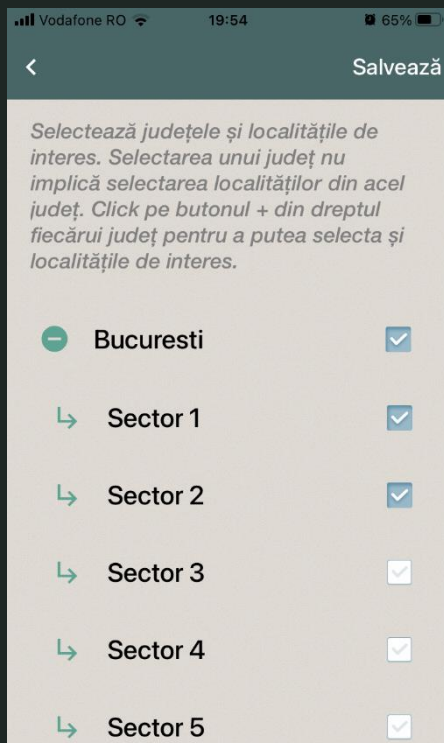 Vodafone RO 19:54 65%
Salvează
Selectează județele și localitățile de
interes. Selectarea unui județ nu
implică selectarea localităților din acel
județ. Click pe butonul + din dreptul
fiecărui județ pentru a putea selecta și
localitățile de interes.
Bucuresti
Sector 1
Sector 2
Sector 3
Sector 4
Sector 5